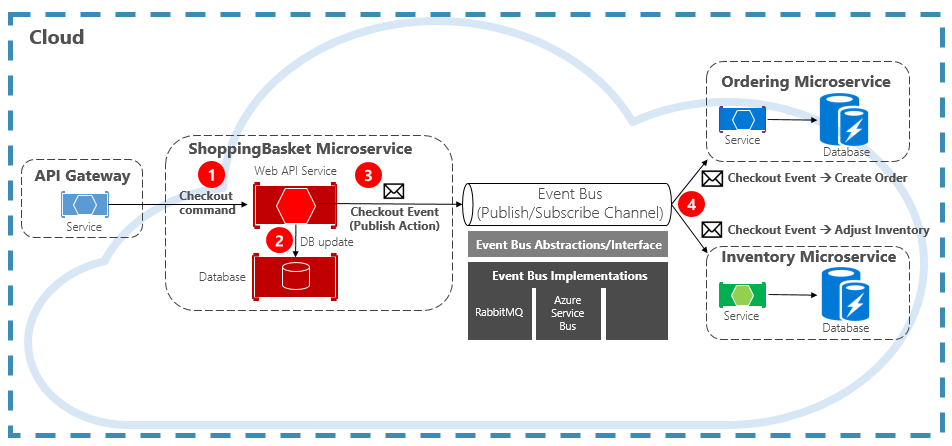 Cloud
API Gateway
Service
ShoppingBasket Microservice
1
Checkout
command
Web API Service
3
Checkout Event
(Publish Action)
2
DB update
Database
Event Bus
(Publish/Subscribe Channel)
Event Bus Abstractions/Interface
Event Bus Implementations
RabbitMQ
Azure
Service
Bus
4
Ordering Microservice
Service
Database
Checkout Event → Create Order
Checkout Event → Adjust Inventory
Inventory Microservice
Service
Database